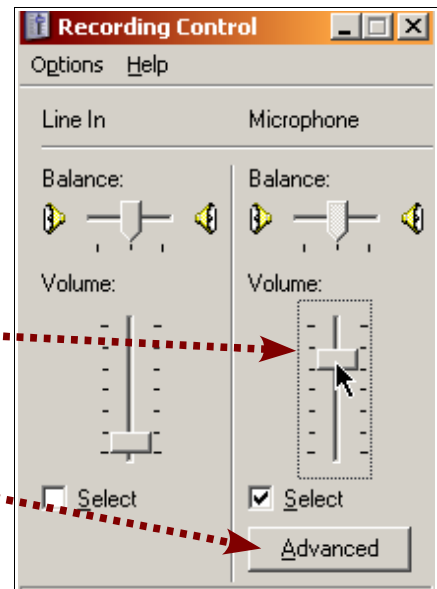 Recording Control
Options Help
Line In Microphone
Balance: Balance:
Volume: Volume:
Select Select
Advanced